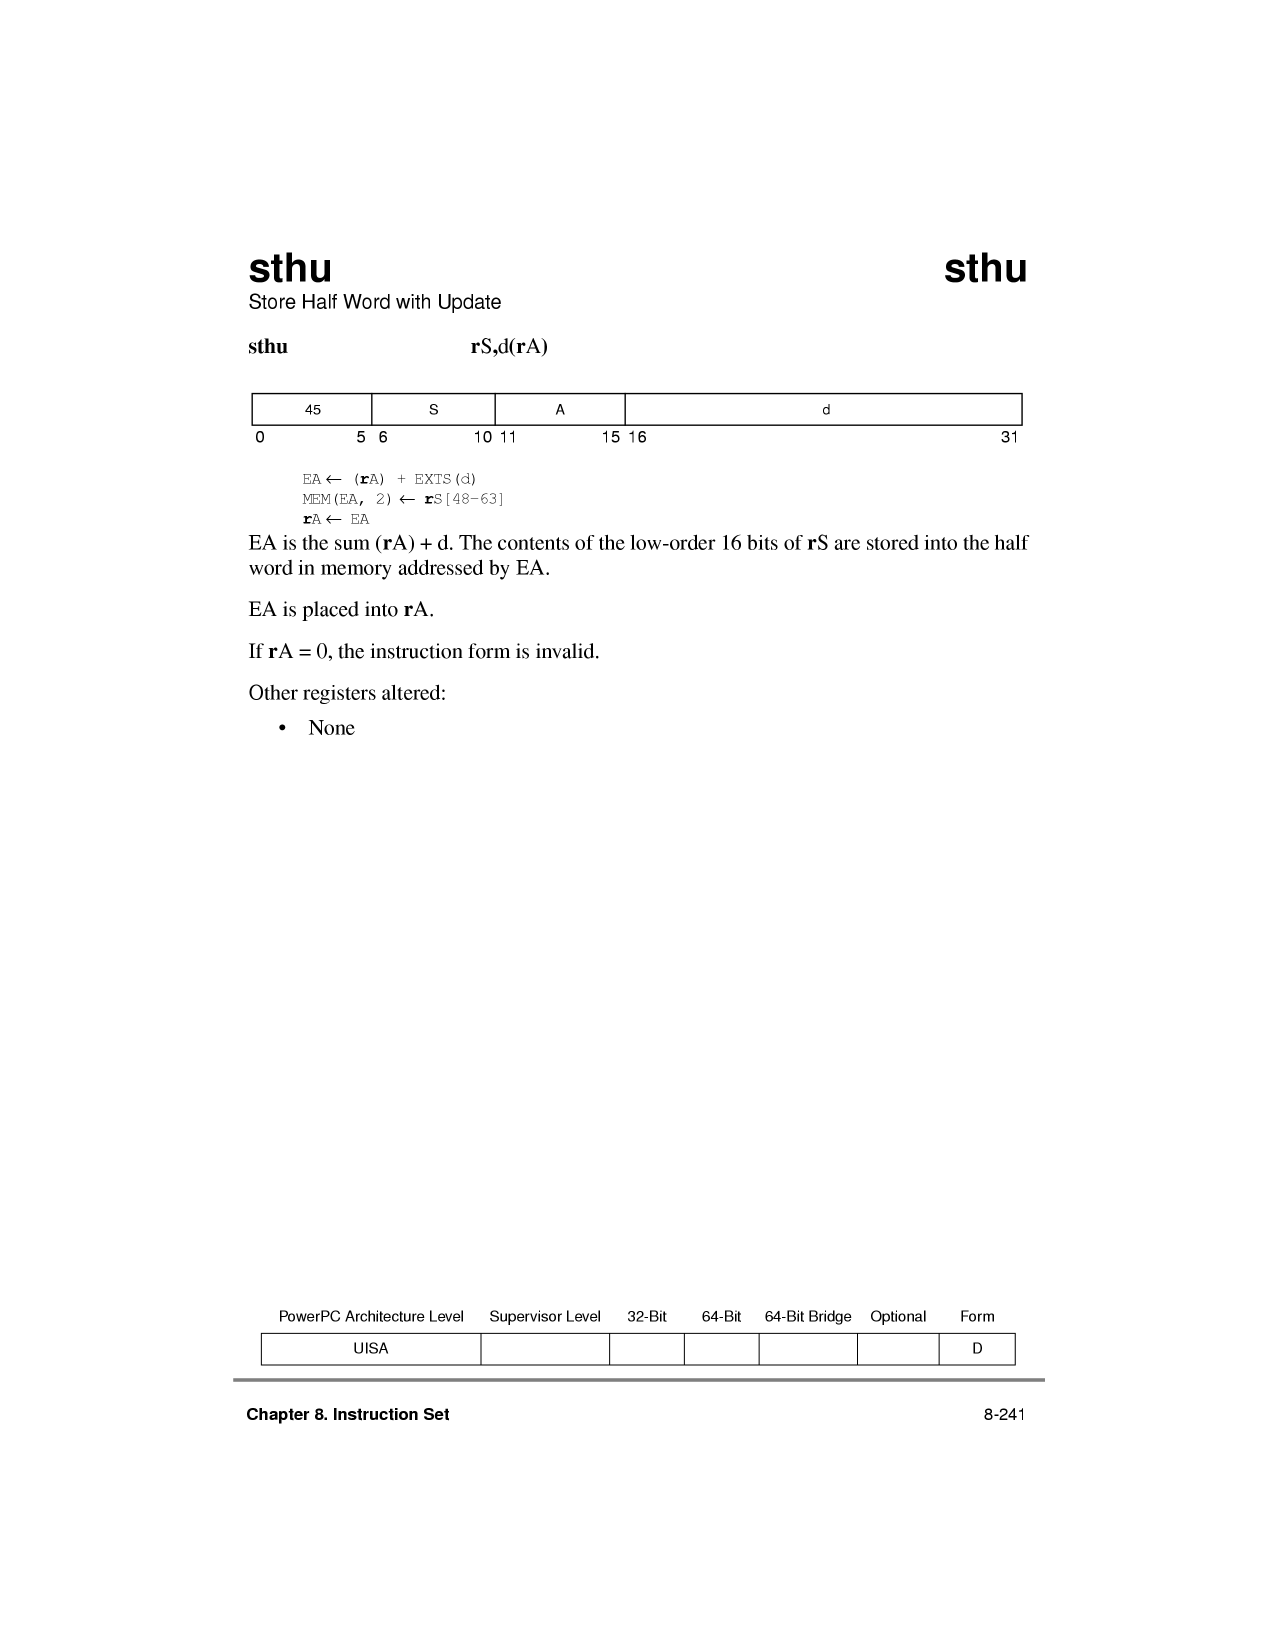 sthu sthu
Store Half Word with Update
sthu rS,d(rA)
45 S A d
0 5 6 10 11 15 16 31
EA ← (rA) + EXTS(d)
MEM(EA, 2) ← rS[48–63]
rA ← EA
EA is the sum (rA) + d. The contents of the low-order 16 bits of rS are stored into the half
word in memory addressed by EA.
EA is placed into rA.
If rA = 0, the instruction form is invalid.
Other registers altered:
• None
PowerPC Architecture Level Supervisor Level 32-Bit 64-Bit 64-Bit Bridge Optional Form
UISA D
Chapter 8. Instruction Set 8-241